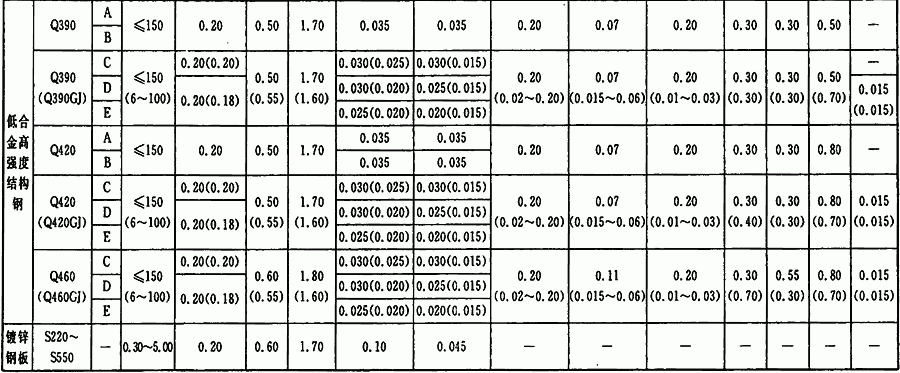 低合金高强度结构钢
Q390 A ≤150 0.20 0.50 1.70 0.035 0.035 0.20 0.07 0.20 0.30 0.30 0.50 —
B
Q390 (Q390GJ) C ≤150 (6~100) 0.20(0.20) 0.50 (0.55) 1.70 (1.60) 0.030(0.025) 0.030(0.015) 0.20 (0.02~0.20) 0.07 (0.015~0.06) 0.20 (0.01~0.03) 0.30 (0.30) 0.30 (0.30) 0.50 (0.70) —
D 0.20(0.18) 0.030(0.020) 0.025(0.015) 0.015 (0.015)
E 0.025(0.020) 0.020(0.015)
Q420 A ≤150 0.20 0.50 1.70 0.035 0.035 0.20 0.07 0.20 0.30 0.30 0.80 —
B 0.035 0.035
Q420 (Q420GJ) C ≤150 (6~100) 0.20(0.20) 0.50 (0.55) 1.70 (1.60) 0.030(0.025) 0.030(0.015) 0.20 (0.02~0.20) 0.07 (0.015~0.06) 0.20 (0.01~0.03) 0.30 (0.40) 0.30 (0.30) 0.80 (0.70) 0.015 (0.015)
D 0.20(0.18) 0.030(0.020) 0.025(0.015)
E 0.025(0.020) 0.020(0.015)
Q460 (Q460GJ) C ≤150 (6~100) 0.20(0.20) 0.60 (0.55) 1.80 (1.60) 0.030(0.025) 0.030(0.015) 0.20 (0.02~0.20) 0.11 (0.015~0.06) 0.20 (0.01~0.03) 0.30 (0.70) 0.55 (0.30) 0.80 (0.70) 0.015 (0.015)
D 0.20(0.18) 0.030(0.020) 0.025(0.015)
E 0.025(0.020) 0.020(0.015)
镀锌钢板 S220~S550 — 0.30~5.00 0.20 0.60 1.70 0.10 0.045 — — — — — — —